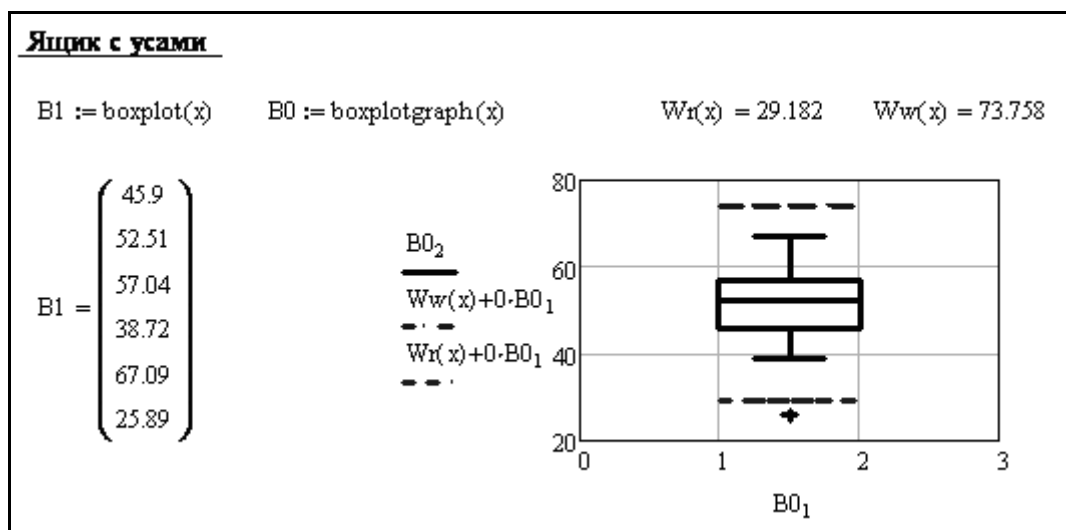 Ящик с усами
B1 := boxplot(x) B0 := boxplotgraph(x) Wr(x) = 29.182 Ww(x) = 73.758
B1 =
45.9
52.51
57.04
38.72
67.09
25.89
B0₂
Ww(x)+0·B0₁
Wr(x)+0·B0₁
80
60
40
20
0 1 2 3
B0₁